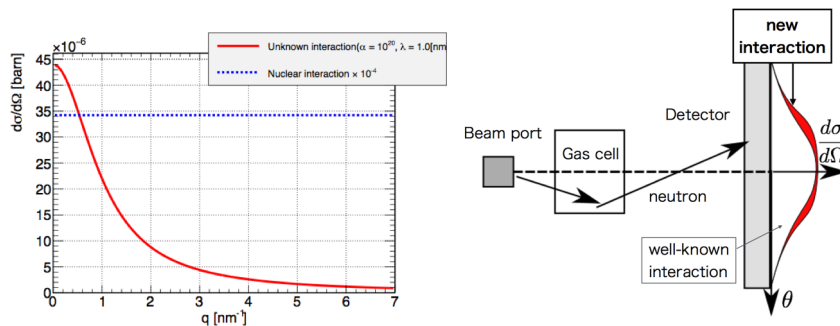 ×10⁻⁶
Unknown interaction(α = 10²⁰, λ = 1.0[nm
Nuclear interaction × 10⁻⁴
dσ/dΩ [barn]
45
40
35
30
25
20
15
10
5
0
0 1 2 3 4 5 6 7
q [nm⁻¹]
new
interaction
Detector
Beam port
Gas cell
dσ
dΩ
neutron
well-known
interaction
θ